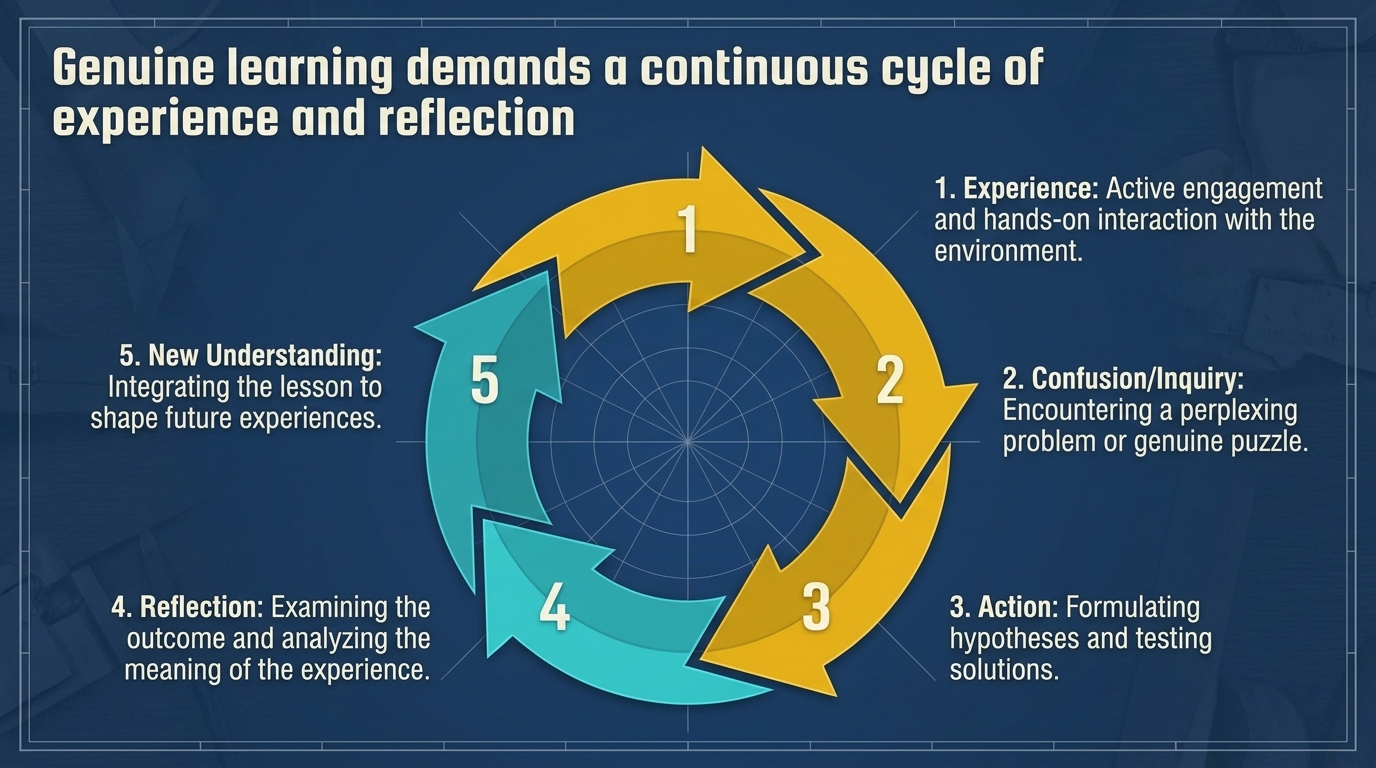 Genuine learning demands a continuous cycle of
experience and reflection
1
2
3
4
5
1. Experience: Active engagement
and hands-on interaction with the
environment.
2. Confusion/Inquiry:
Encountering a perplexing
problem or genuine puzzle.
3. Action: Formulating
hypotheses and testing
solutions.
4. Reflection: Examining the
outcome and analyzing the
meaning of the experience.
5. New Understanding:
Integrating the lesson to
shape future experiences.